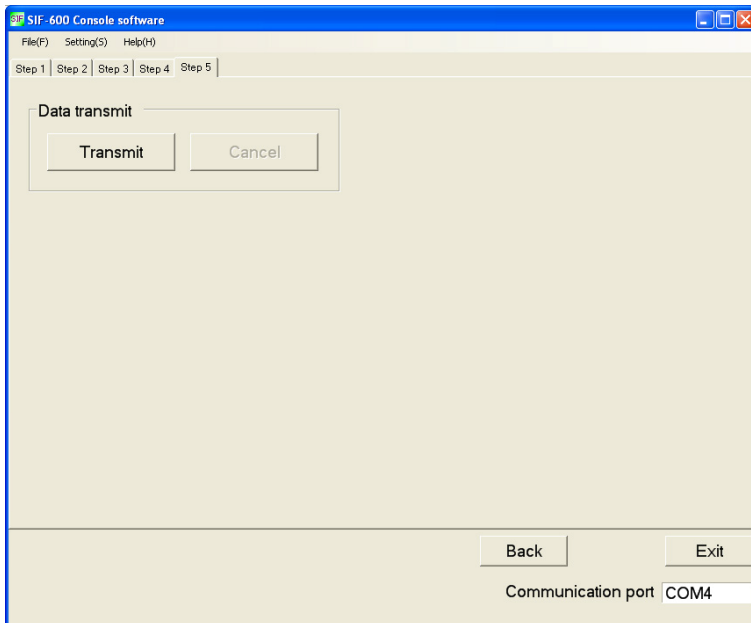 SIF SIF-600 Console software
File(F) Setting(S) Help(H)
Step 1 Step 2 Step 3 Step 4 Step 5
Data transmit
Transmit Cancel
Back Exit
Communication port COM4